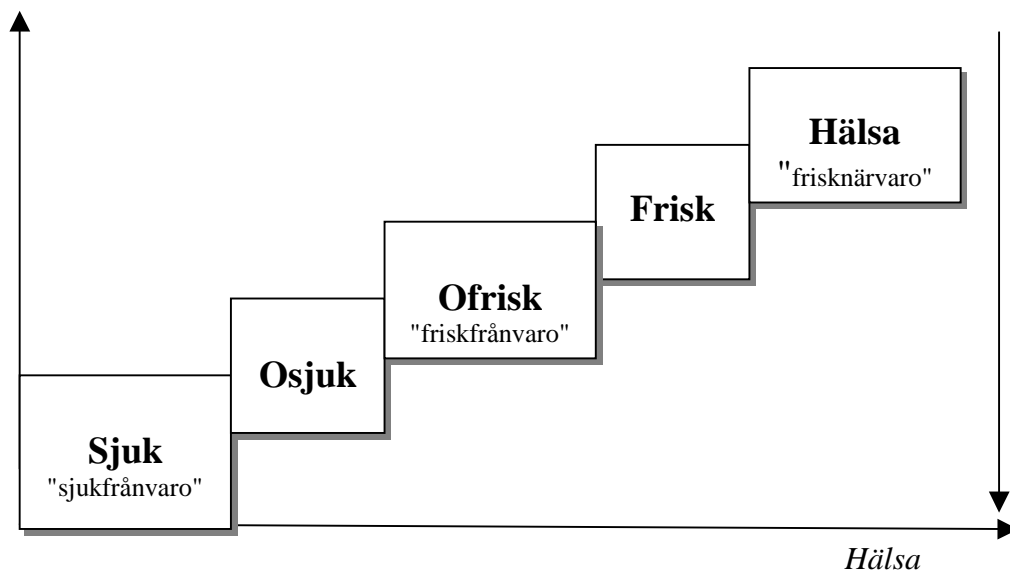 Hälsa
"frisknärvaro"
Frisk
Ofrisk
"friskfrånvaro"
Osjuk
Sjuk
"sjukfrånvaro"
Hälsa